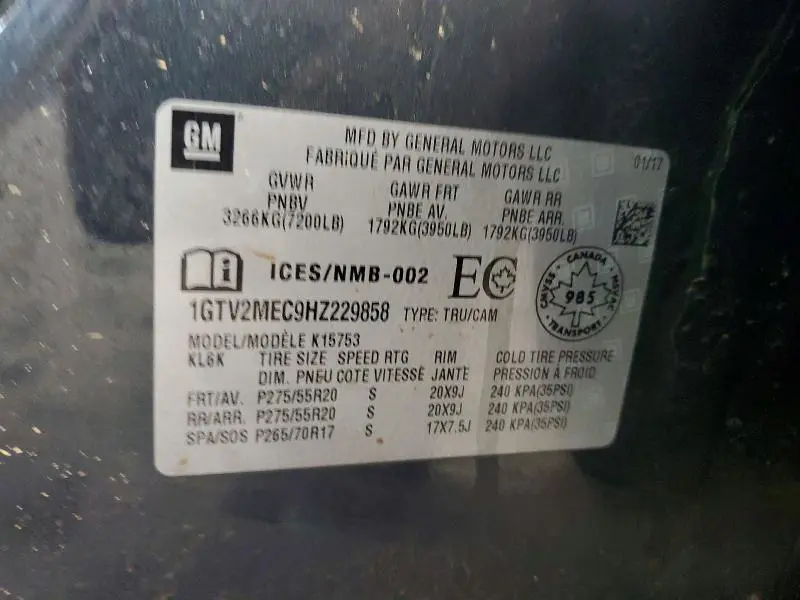 GM
MFD BY GENERAL MOTORS LLC
FABRIQUÉ PAR GENERAL MOTORS LLC
01/17
GVWR GAWR FRT GAWR RR
PNBV PNBE AV. PNBE ARR.
3266KG(7200LB) 1792KG(3950LB) 1792KG(3950LB)
i ICES/NMB-002 EC
CANADA
CMVSS 985 NSVAC
TRANSPORT
1GTV2MEC9HZ229858 TYPE: TRU/CAM
MODEL/MODÈLE K15753
KL6K TIRE SIZE SPEED RTG RIM COLD TIRE PRESSURE
DIM. PNEU COTE VITESSE JANTE PRESSION À FROID
FRT/AV. P275/55R20 S 20X9J 240 KPA(35PSI)
RR/ARR. P275/55R20 S 20X9J 240 KPA(35PSI)
SPA/SOS P265/70R17 S 17X7.5J 240 KPA(35PSI)